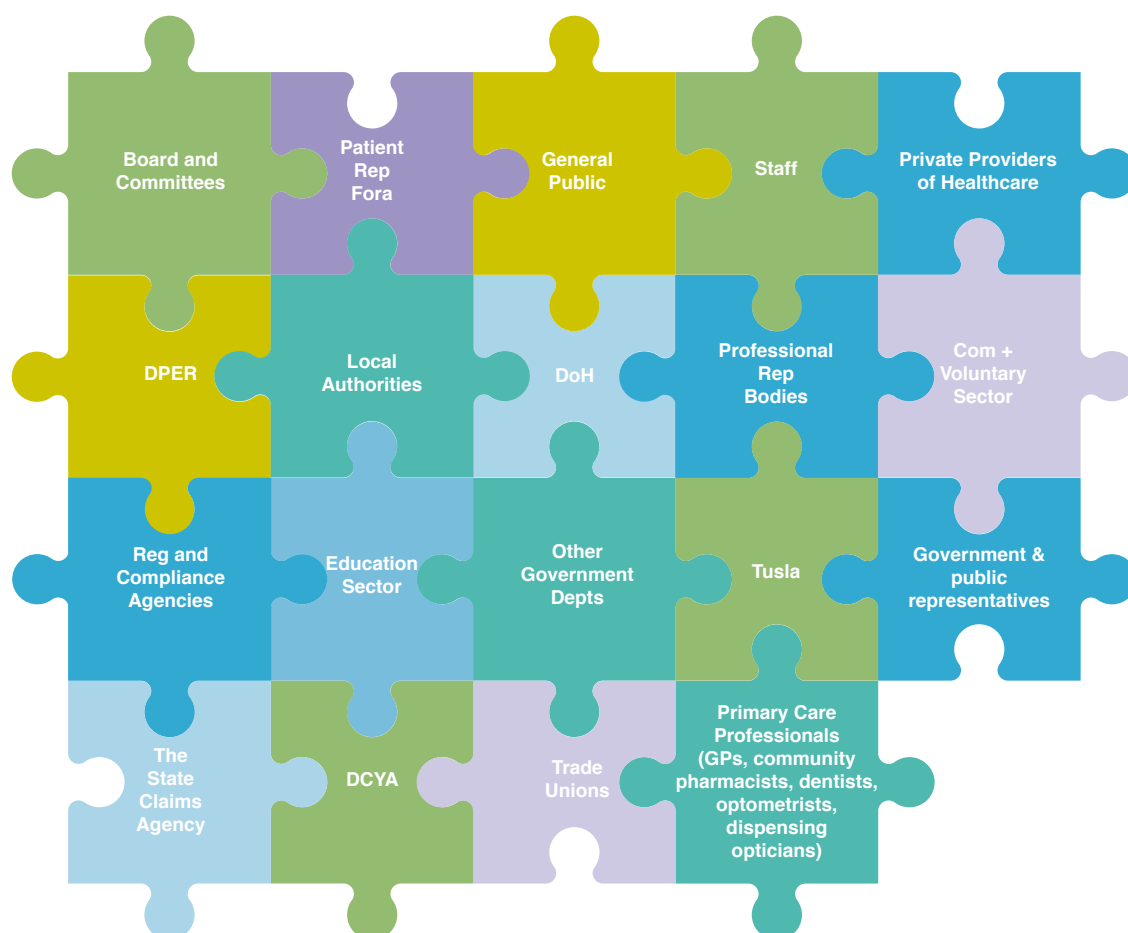 Board and
Committees
Patient
Rep
Fora
General
Public
Staff
Private Providers
of Healthcare
DPER
Local
Authorities
DoH
Professional
Rep
Bodies
Com +
Voluntary
Sector
Reg and
Compliance
Agencies
Education
Sector
Other
Government
Depts
Tusla
Government &
public
representatives
The
State
Claims
Agency
DCYA
Trade
Unions
Primary Care
Professionals
(GPs, community
pharmacists, dentists,
optometrists,
dispensing
opticians)